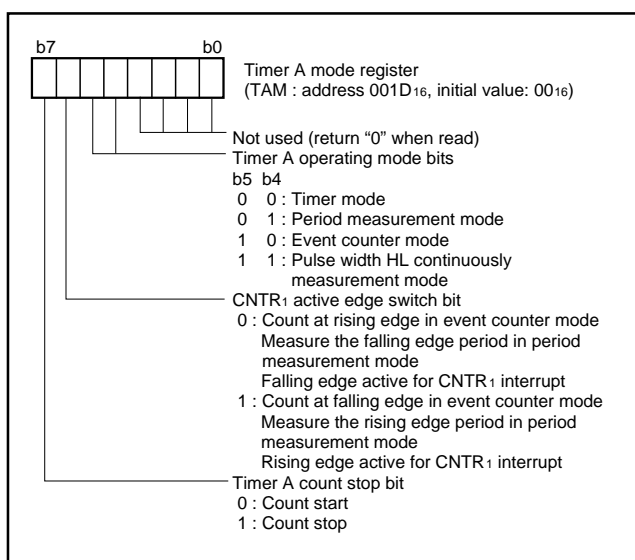 b7 b0
Timer A mode register
(TAM : address 001D16, initial value: 0016)
Not used (return “0” when read)
Timer A operating mode bits
b5 b4
0 0 : Timer mode
0 1 : Period measurement mode
1 0 : Event counter mode
1 1 : Pulse width HL continuously
measurement mode
CNTR1 active edge switch bit
0 : Count at rising edge in event counter mode
Measure the falling edge period in period
measurement mode
Falling edge active for CNTR1 interrupt
1 : Count at falling edge in event counter mode
Measure the rising edge period in period
measurement mode
Rising edge active for CNTR1 interrupt
Timer A count stop bit
0 : Count start
1 : Count stop